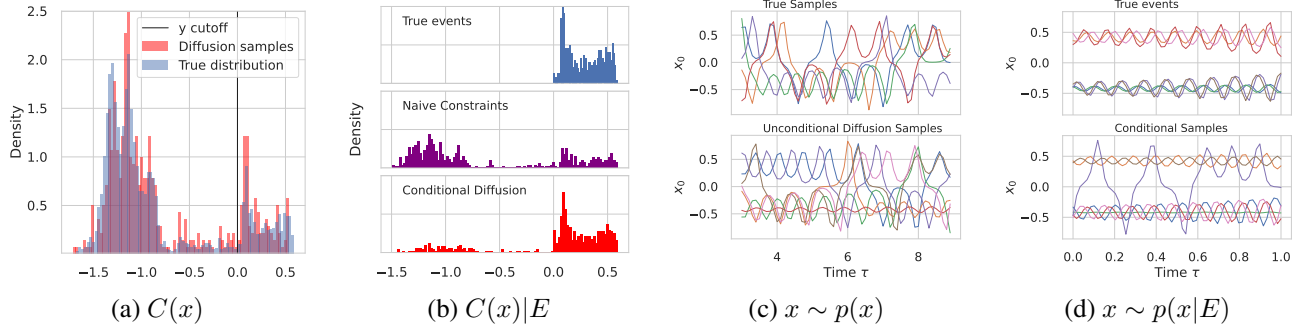 2.5
2.0
1.5
1.0
0.5
Density
y cutoff
Diffusion samples
True distribution
−1.5 −1.0 −0.5 0.0 0.5
(a) C(x)
True events
Naive Constraints
Conditional Diffusion
Density
−1.5 −1.0 −0.5 0.0 0.5
(b) C(x)|E
True Samples
x₀
0.5
0.0
−0.5
Unconditional Diffusion Samples
x₀
0.5
0.0
−0.5
4 6 8
Time τ
(c) x ∼ p(x)
True events
x₀
0.5
0.0
−0.5
Conditional Samples
x₀
0.5
0.0
−0.5
0.0 0.2 0.4 0.6 0.8 1.0
Time τ
(d) x ∼ p(x|E)